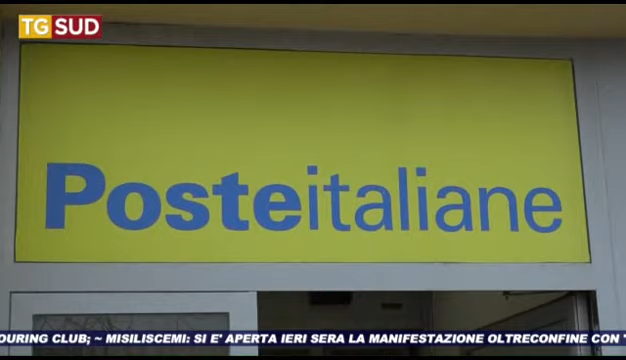 TG SUD
Posteitaliane
OURING CLUB; ~ MISILISCEMI: SI E' APERTA IERI SERA LA MANIFESTAZIONE OLTRECONFINE CON